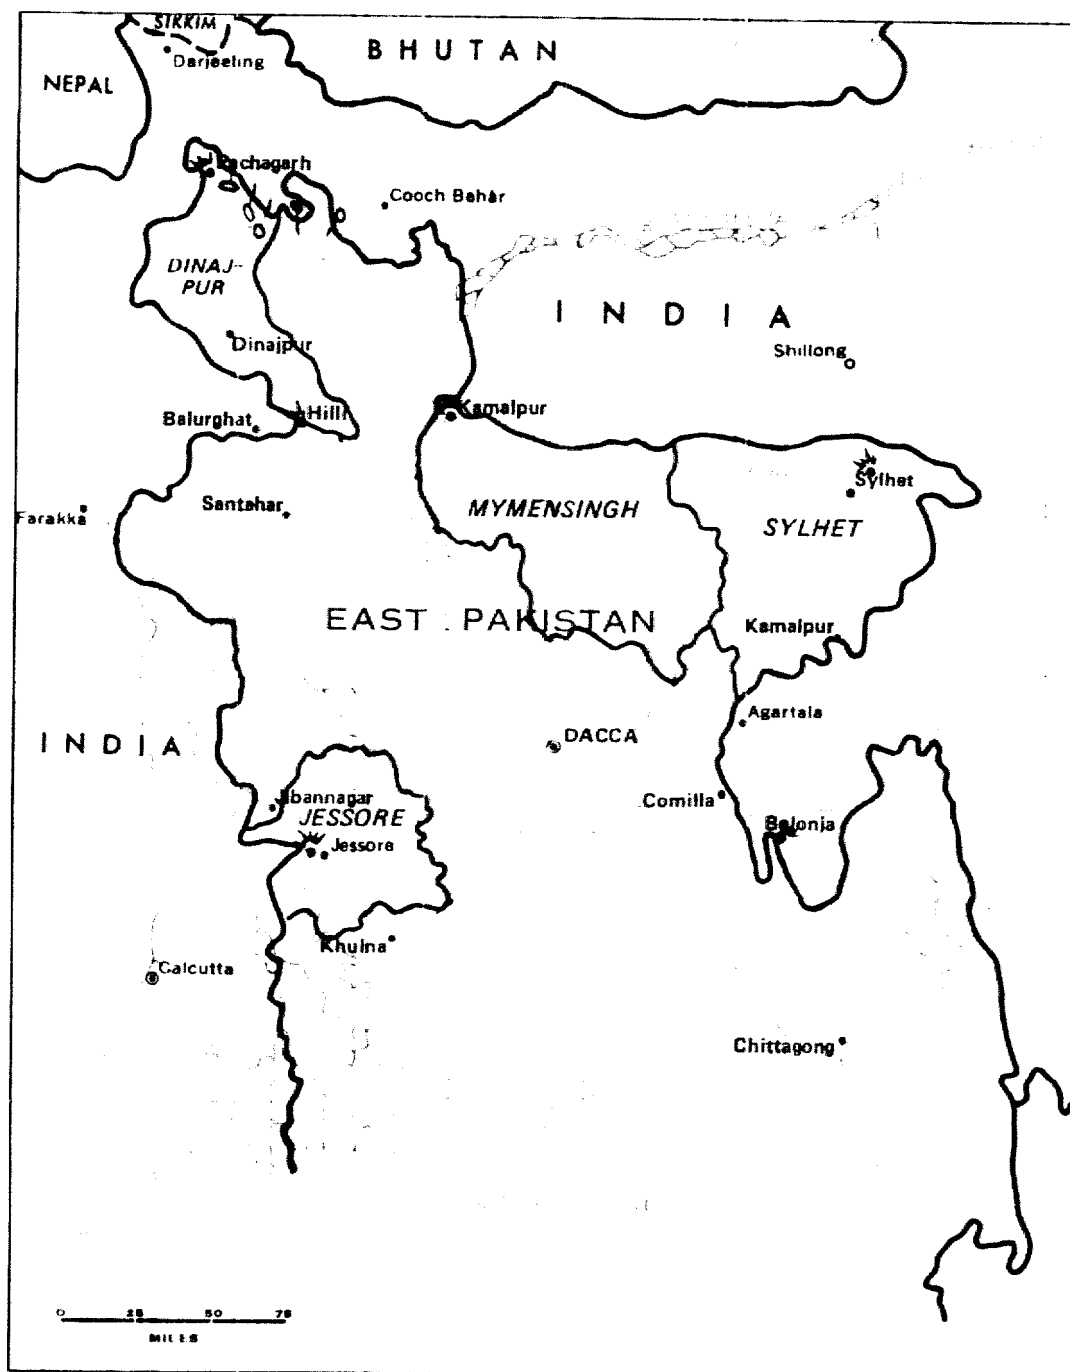 SIKKIM
Darjeeling
BHUTAN
NEPAL
Pachagarh
Cooch Bahar
DINAJ-
PUR
INDIA
Dinajpur
Shillong
Balurghat
Hilli
Kamalpur
Farakka
Santahar
MYMENSINGH
Sylhet
SYLHET
EAST PAKISTAN
Kamalpur
INDIA
Agartala
DACCA
Jibannagar
JESSORE
Jessore
Comilla
Belonia
Khulna
Calcutta
Chittagong
0 25 50 75
MILES